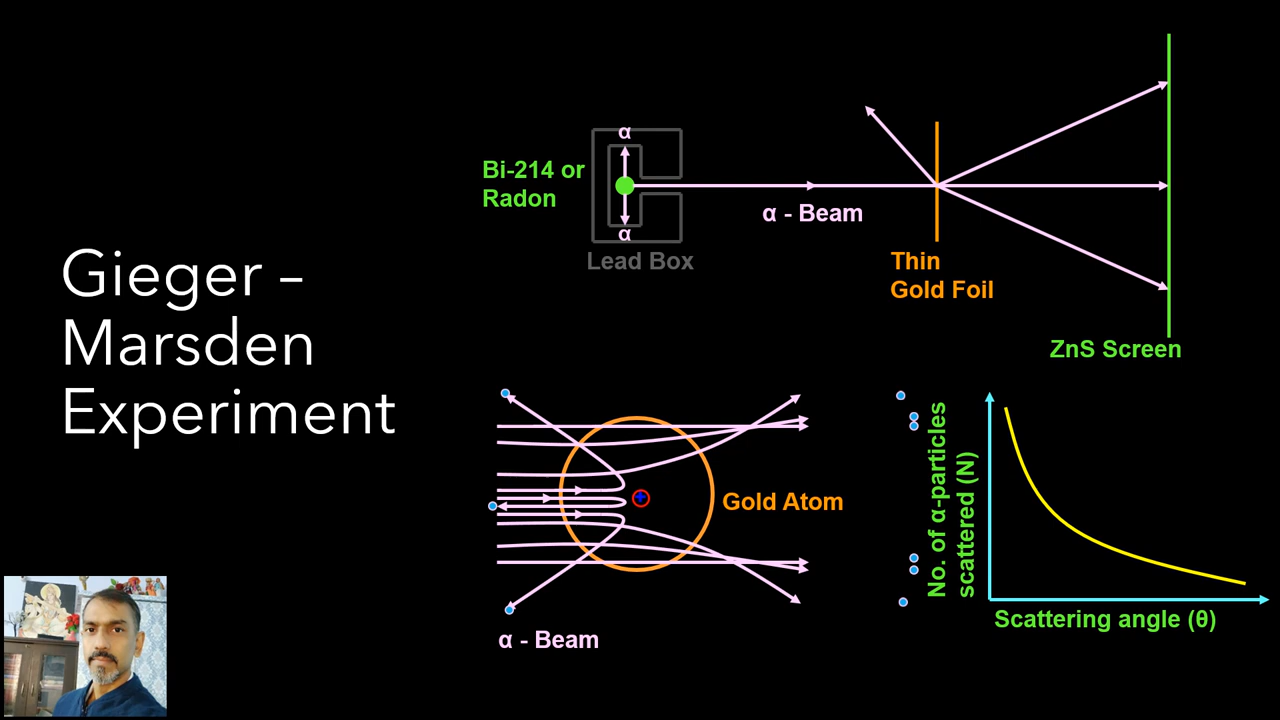 Gieger –
Marsden
Experiment
α
Bi-214 or
Radon
α
Lead Box
α - Beam
Thin
Gold Foil
ZnS Screen
Gold Atom
α - Beam
No. of α-particles
scattered (N)
Scattering angle (θ)